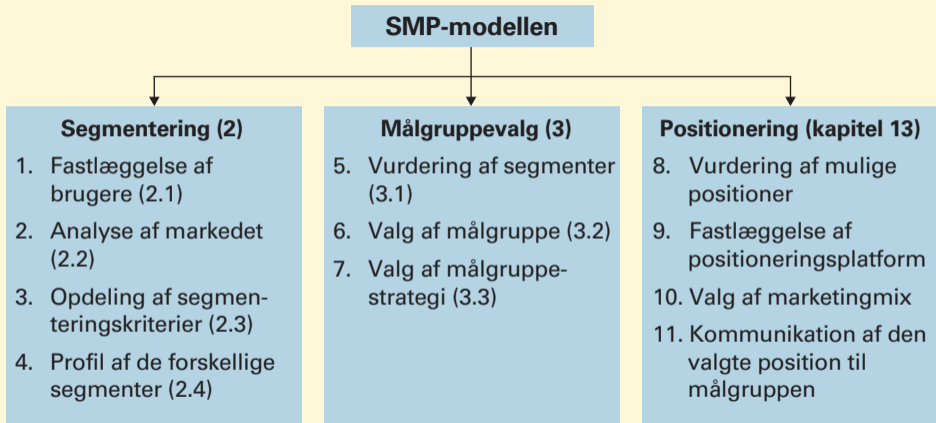 SMP-modellen
Segmentering (2)
1. Fastlæggelse af
brugere (2.1)
2. Analyse af markedet
(2.2)
3. Opdeling af segmen-
teringskriterier (2.3)
4. Profil af de forskellige
segmenter (2.4)
Målgruppevalg (3)
5. Vurdering af segmenter
(3.1)
6. Valg af målgruppe (3.2)
7. Valg af målgruppe-
strategi (3.3)
Positionering (kapitel 13)
8. Vurdering af mulige
positioner
9. Fastlæggelse af
positioneringsplatform
10. Valg af marketingmix
11. Kommunikation af den
valgte position til
målgruppen